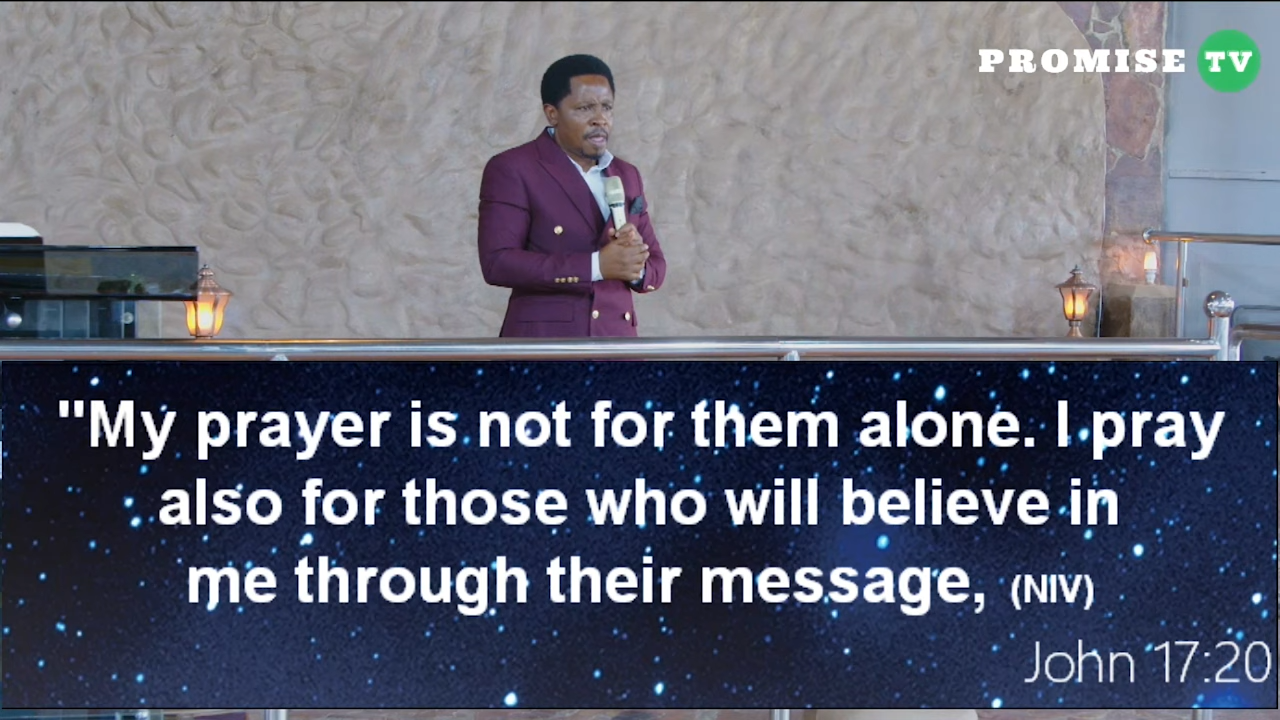 PROMISE TV
"My prayer is not for them alone. I pray
also for those who will believe in
me through their message, (NIV)
John 17:20